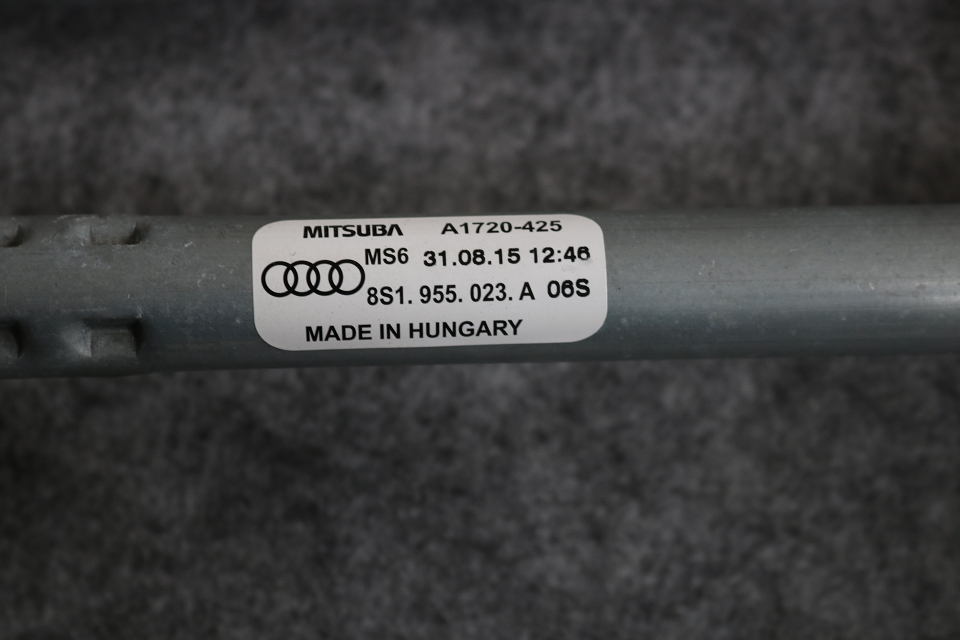 MITSUBA A1720-425
MS6 31.08.15 12:46
8S1. 955. 023. A 06S
MADE IN HUNGARY